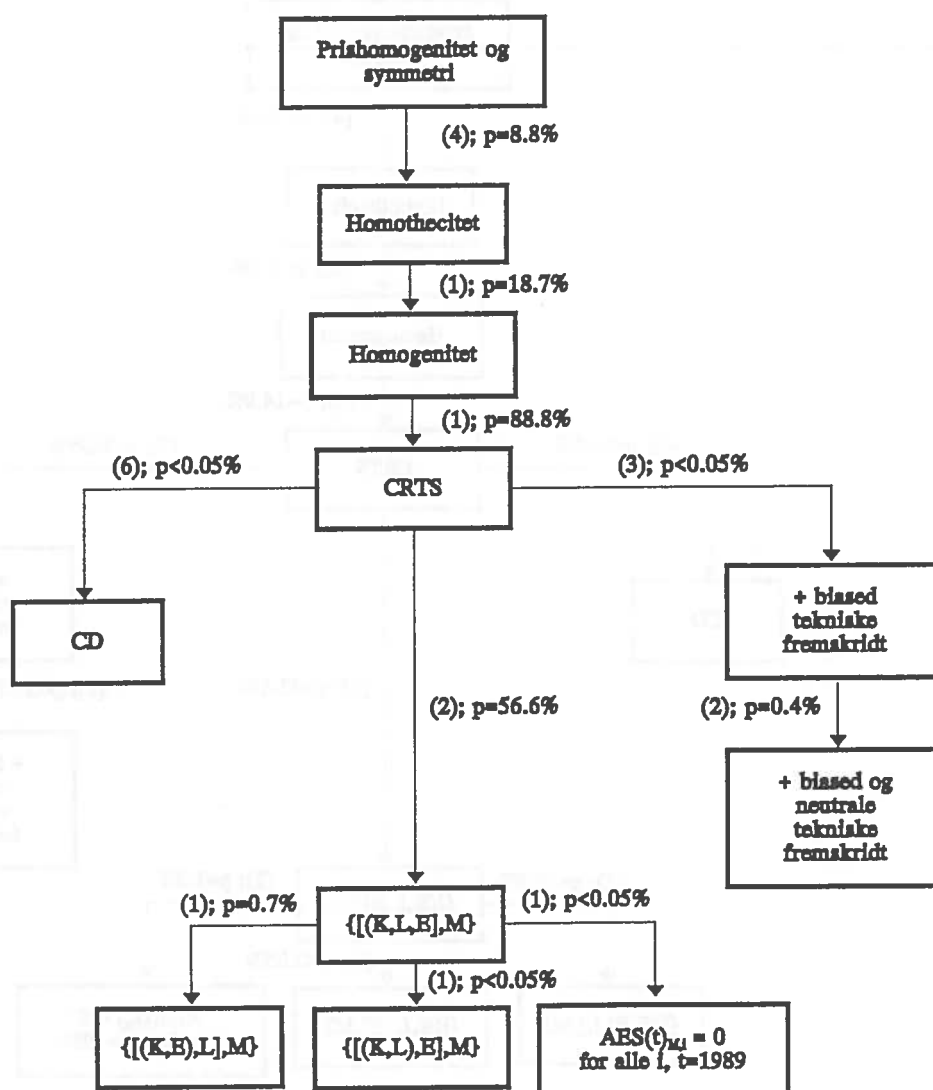 Prishomogenitet og
symmetri
(4); p=8.8%
Homothecitet
(1); p=18.7%
Homogenitet
(1); p=88.8%
(6); p<0.05%
CRTS
(3); p<0.05%
CD
+ biased
tekniske
fremskridt
(2); p=56.6%
(2); p=0.4%
+ biased og
neutrale
tekniske
fremskridt
(1); p=0.7%
{[(K,L,E],M}
(1); p<0.05%
(1); p<0.05%
{[(K,E),L],M}
{[(K,L),E],M}
AES(t)M,i = 0
for alle i, t=1989